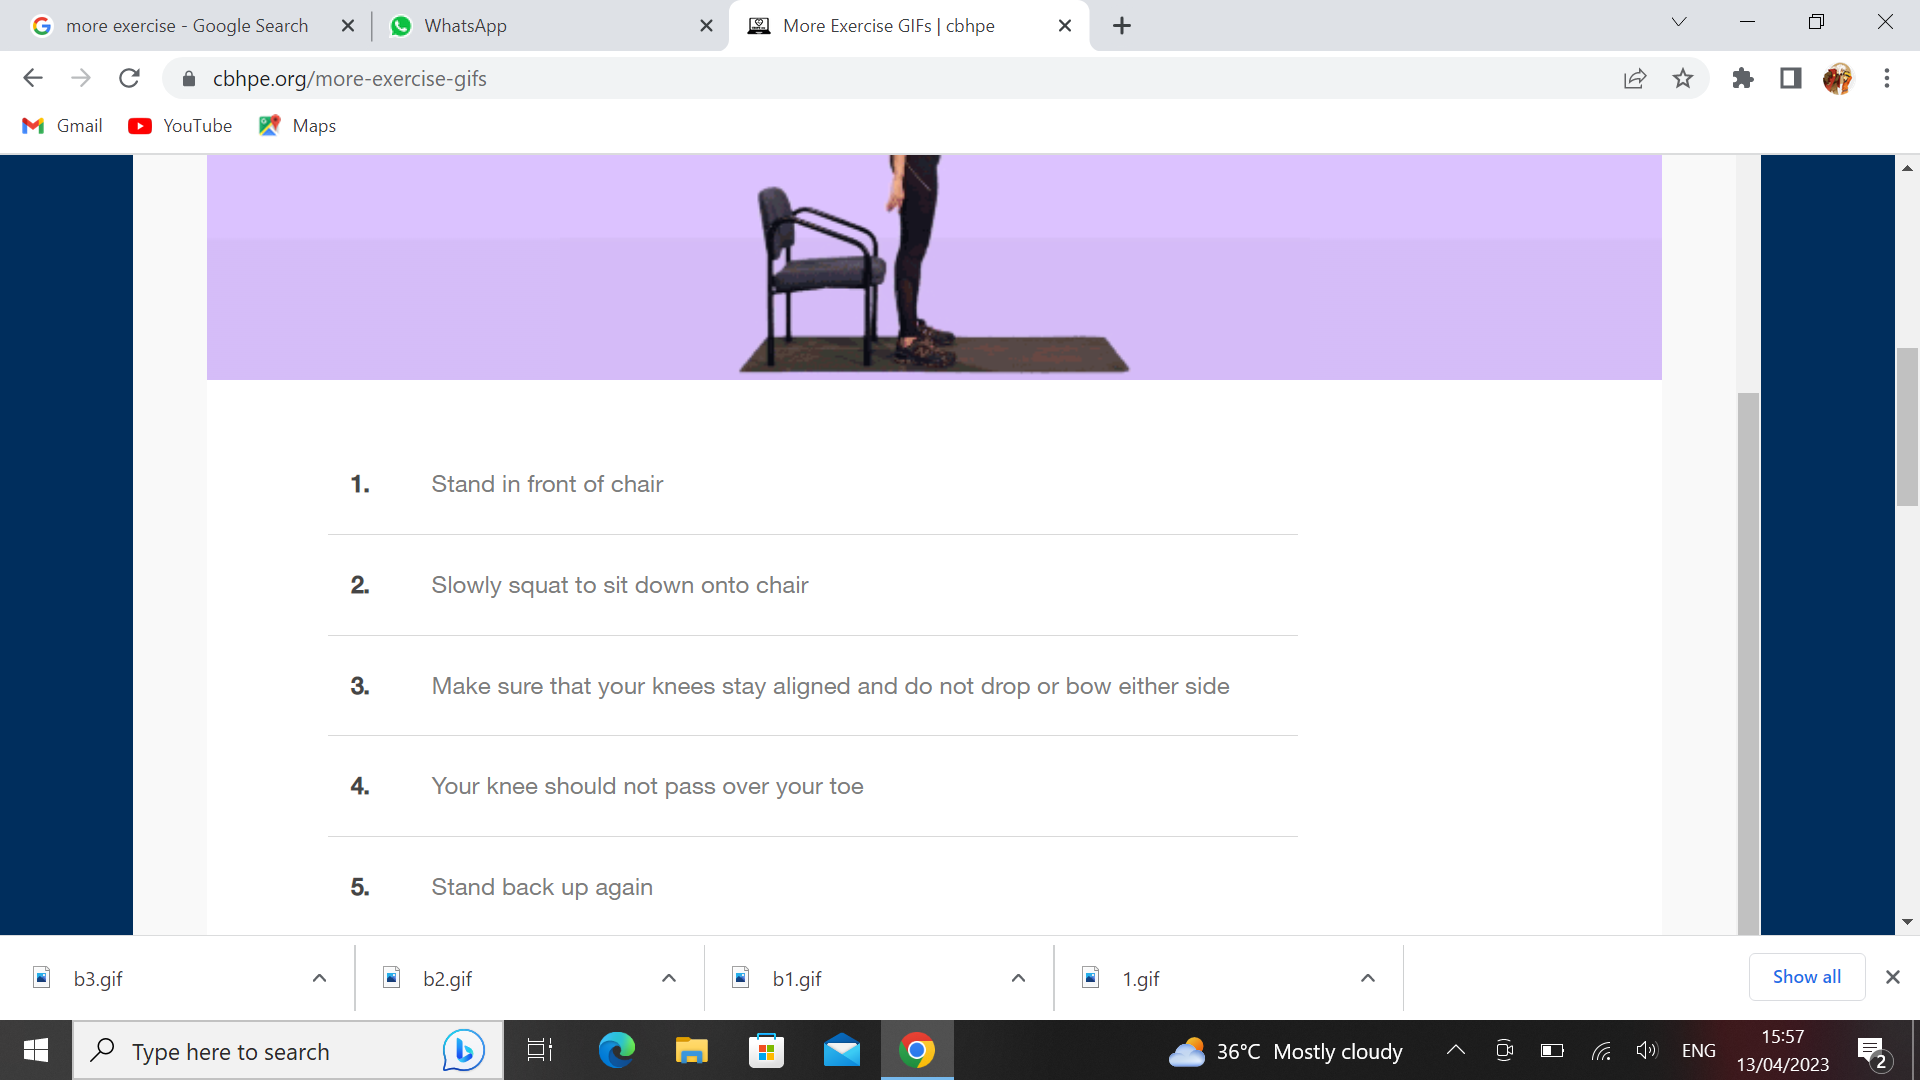 more exercise - Google Search
WhatsApp
More Exercise GIFs | cbhpe
cbhpe.org/more-exercise-gifs
Gmail
YouTube
Maps
1. Stand in front of chair
2. Slowly squat to sit down onto chair
3. Make sure that your knees stay aligned and do not drop or bow either side
4. Your knee should not pass over your toe
5. Stand back up again
b3.gif
b2.gif
b1.gif
1.gif
Show all
Type here to search
36°C Mostly cloudy
ENG
15:57
13/04/2023
2